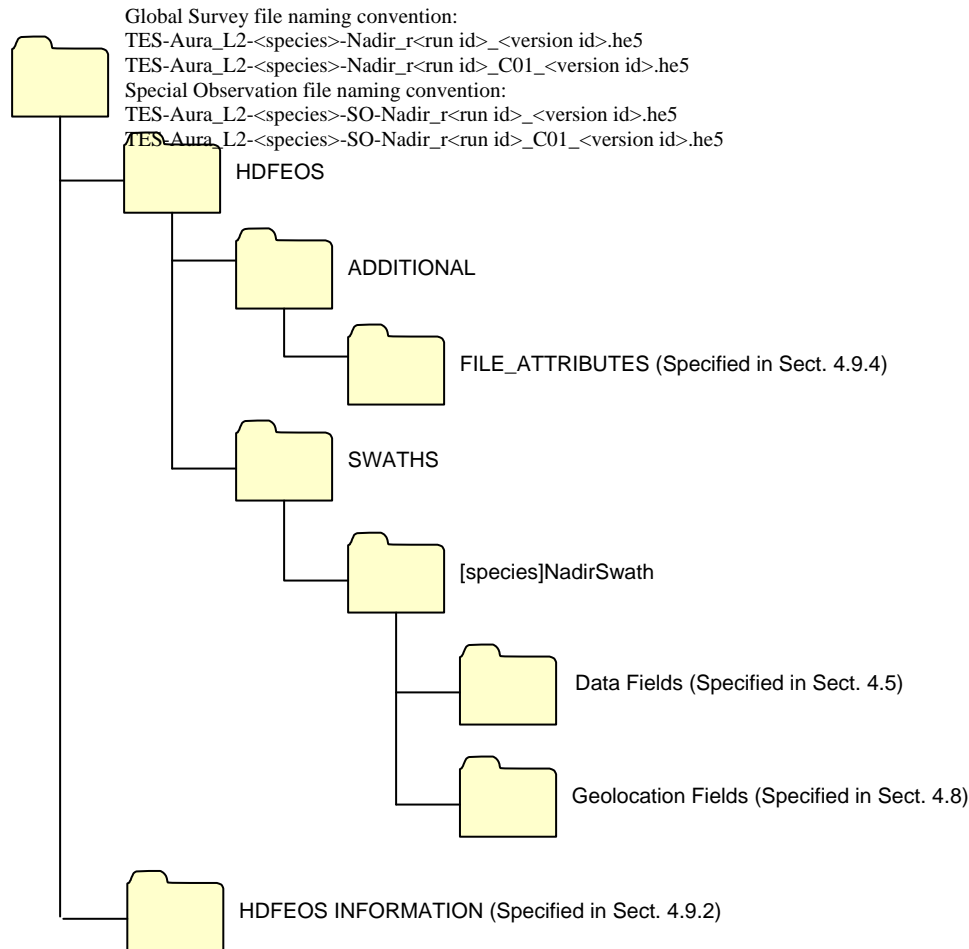 Global Survey file naming convention:
TES-Aura_L2-<species>-Nadir_r<run id>_<version id>.he5
TES-Aura_L2-<species>-Nadir_r<run id>_C01_<version id>.he5
Special Observation file naming convention:
TES-Aura_L2-<species>-SO-Nadir_r<run id>_<version id>.he5
TES-Aura_L2-<species>-SO-Nadir_r<run id>_C01_<version id>.he5
HDFEOS
ADDITIONAL
FILE_ATTRIBUTES (Specified in Sect. 4.9.4)
SWATHS
[species]NadirSwath
Data Fields (Specified in Sect. 4.5)
Geolocation Fields (Specified in Sect. 4.8)
HDFEOS INFORMATION (Specified in Sect. 4.9.2)